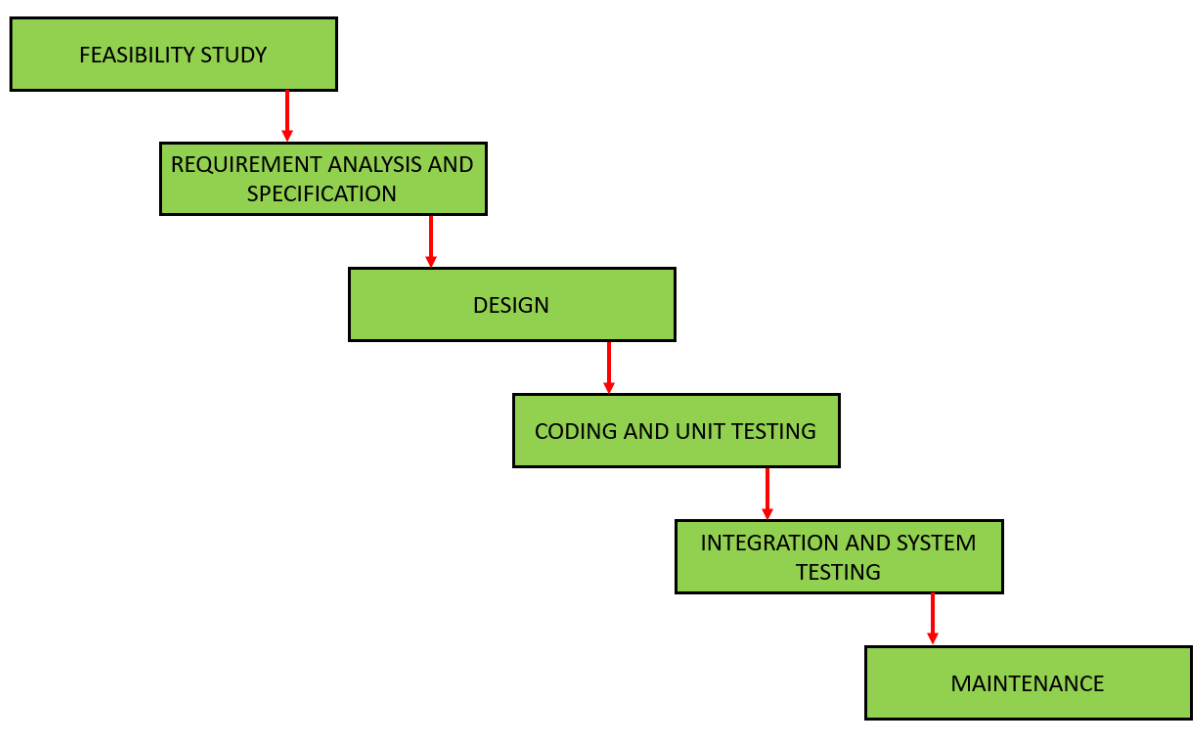 FEASIBILITY STUDY
REQUIREMENT ANALYSIS AND
SPECIFICATION
DESIGN
CODING AND UNIT TESTING
INTEGRATION AND SYSTEM
TESTING
MAINTENANCE